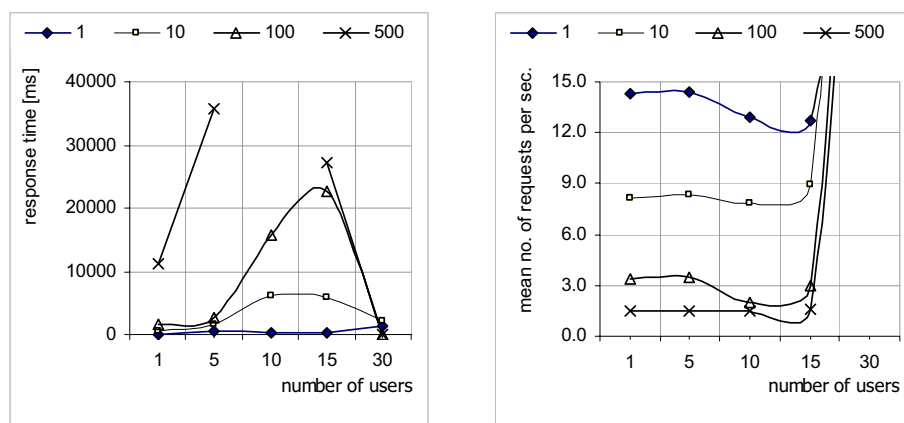 1 10 100 500
response time [ms]
40000
30000
20000
10000
0
1 5 10 15 30
number of users
1 10 100 500
mean no. of requests per sec.
15.0
12.0
9.0
6.0
3.0
0.0
1 5 10 15 30
number of users